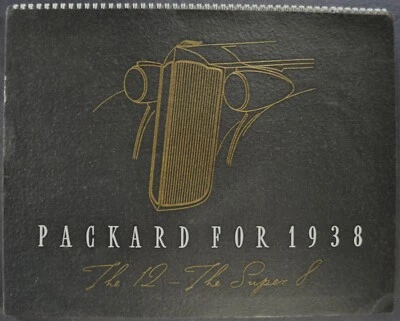 PACKARD FOR 1938
The 12 - The Super 8